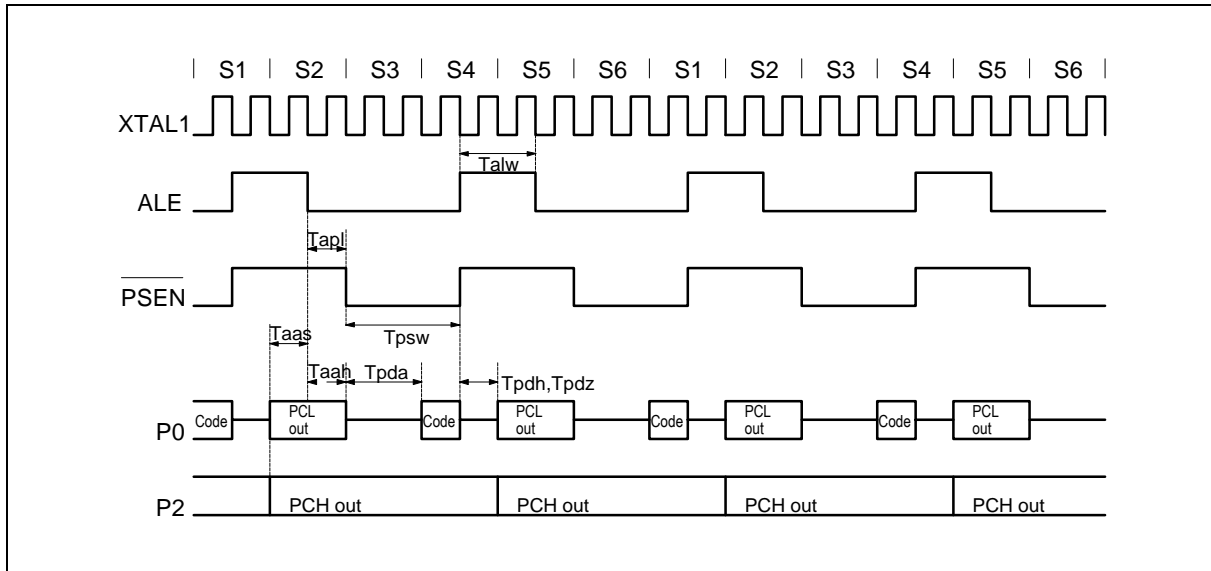 S1 S2 S3 S4 S5 S6 S1 S2 S3 S4 S5 S6
XTAL1
Talw
ALE
Tapl
PSEN
Taas
Tpsw
Taah
Tpda
Tpdh,Tpdz
P0
Code
PCL
out
Code
PCL
out
Code
PCL
out
Code
PCL
out
P2
PCH out
PCH out
PCH out
PCH out